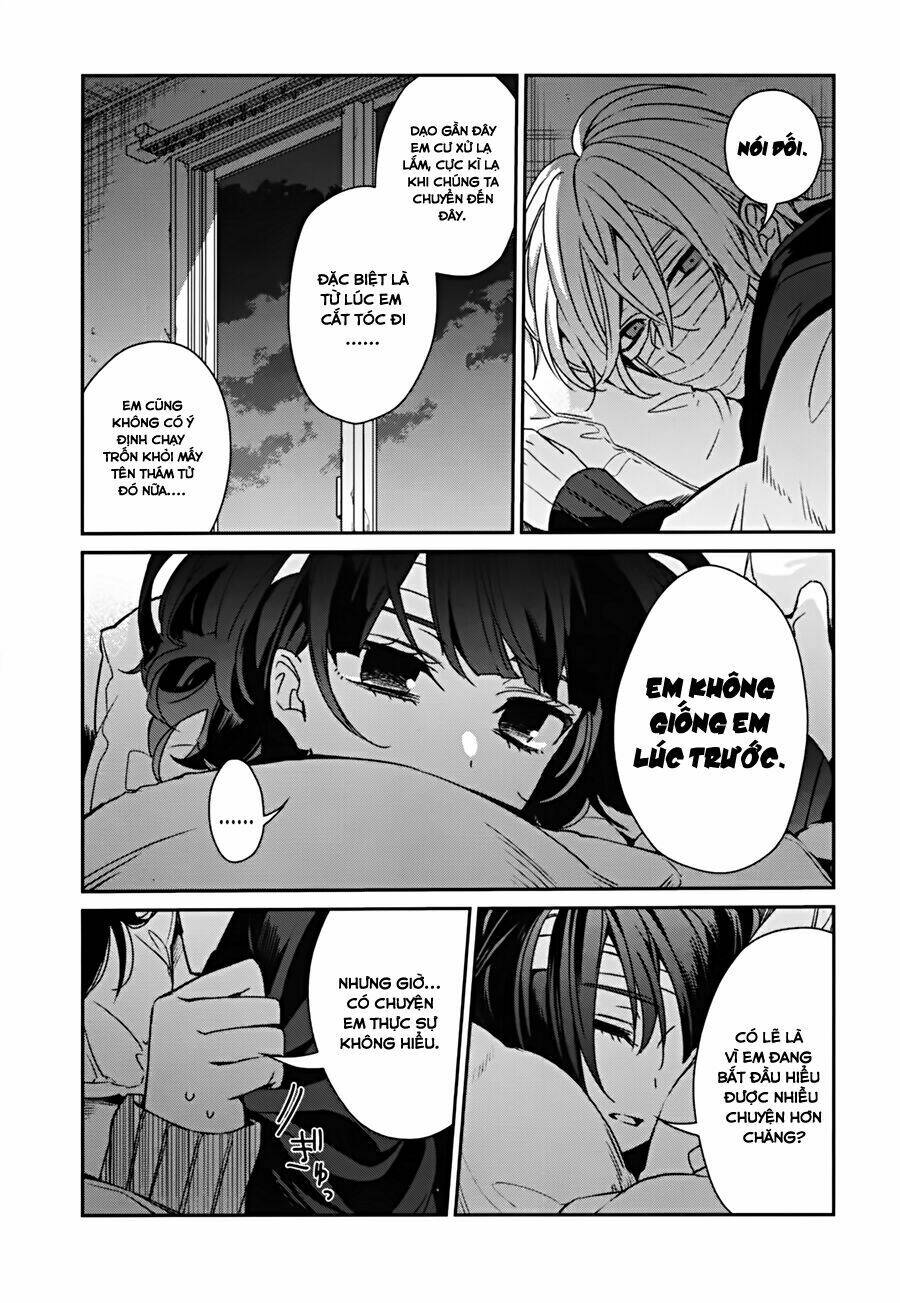 NÓI DỐI.
DẠO GẦN ĐÂY
EM CƯ XỬ LẠ
LẮM, CỰC KÌ LẠ
KHI CHÚNG TA
CHUYỂN ĐẾN
ĐÂY.
ĐẶC BIỆT LÀ
TỪ LÚC EM
CẮT TÓC ĐI
......
EM CŨNG
KHÔNG CÓ Ý
ĐỊNH CHẠY
TRỐN KHỎI MẤY
TÊN THÁM TỬ
ĐÓ NỮA....
EM KHÔNG
GIỐNG EM
LÚC TRƯỚC.
......
CÓ LẼ LÀ
VÌ EM ĐANG
BẮT ĐẦU HIỂU
ĐƯỢC NHIỀU
CHUYỆN HƠN
CHĂNG?
NHƯNG GIỜ...
CÓ CHUYỆN
EM THỰC SỰ
KHÔNG HIỂU.
ぎゅっ